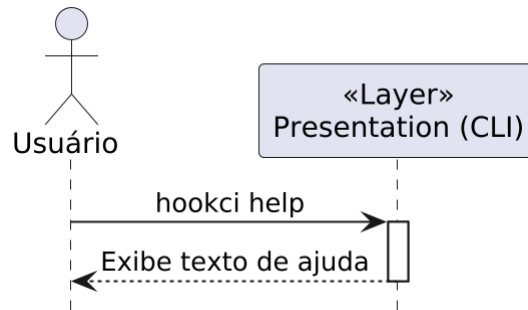 Usuário
«Layer»
Presentation (CLI)
hookci help
Exibe texto de ajuda